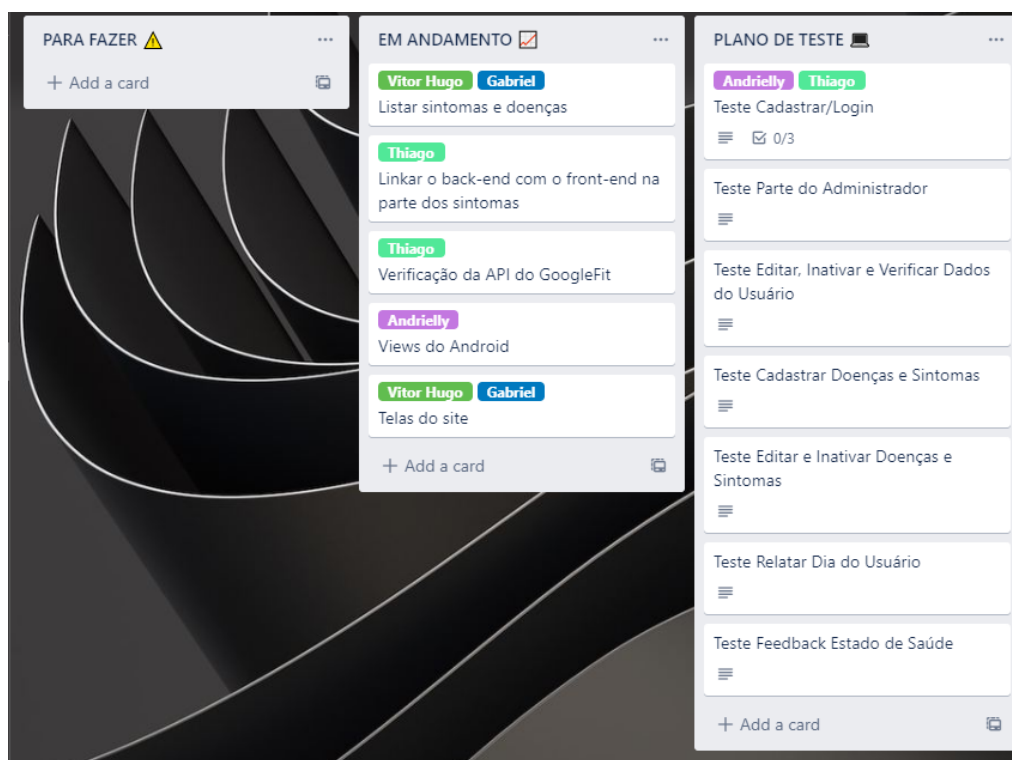 PARA FAZER ⚠️
+ Add a card
EM ANDAMENTO 📈
Vitor Hugo Gabriel
Listar sintomas e doenças
Thiago
Linkar o back-end com o front-end na
parte dos sintomas
Thiago
Verificação da API do GoogleFit
Andrielly
Views do Android
Vitor Hugo Gabriel
Telas do site
+ Add a card
PLANO DE TESTE 💻
Andrielly Thiago
Teste Cadastrar/Login
0/3
Teste Parte do Administrador
Teste Editar, Inativar e Verificar Dados
do Usuário
Teste Cadastrar Doenças e Sintomas
Teste Editar e Inativar Doenças e
Sintomas
Teste Relatar Dia do Usuário
Teste Feedback Estado de Saúde
+ Add a card